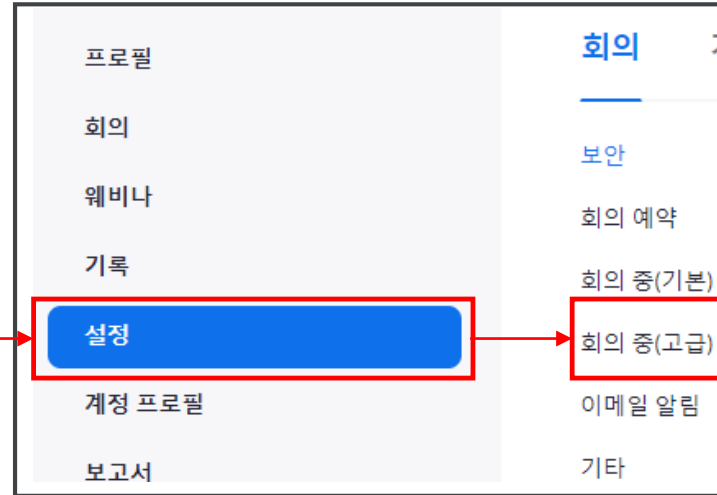 프로필
회의
웨비나
기록
설정
계정 프로필
보고서
회의
보안
회의 예약
회의 중(기본)
회의 중(고급)
이메일 알림
기타